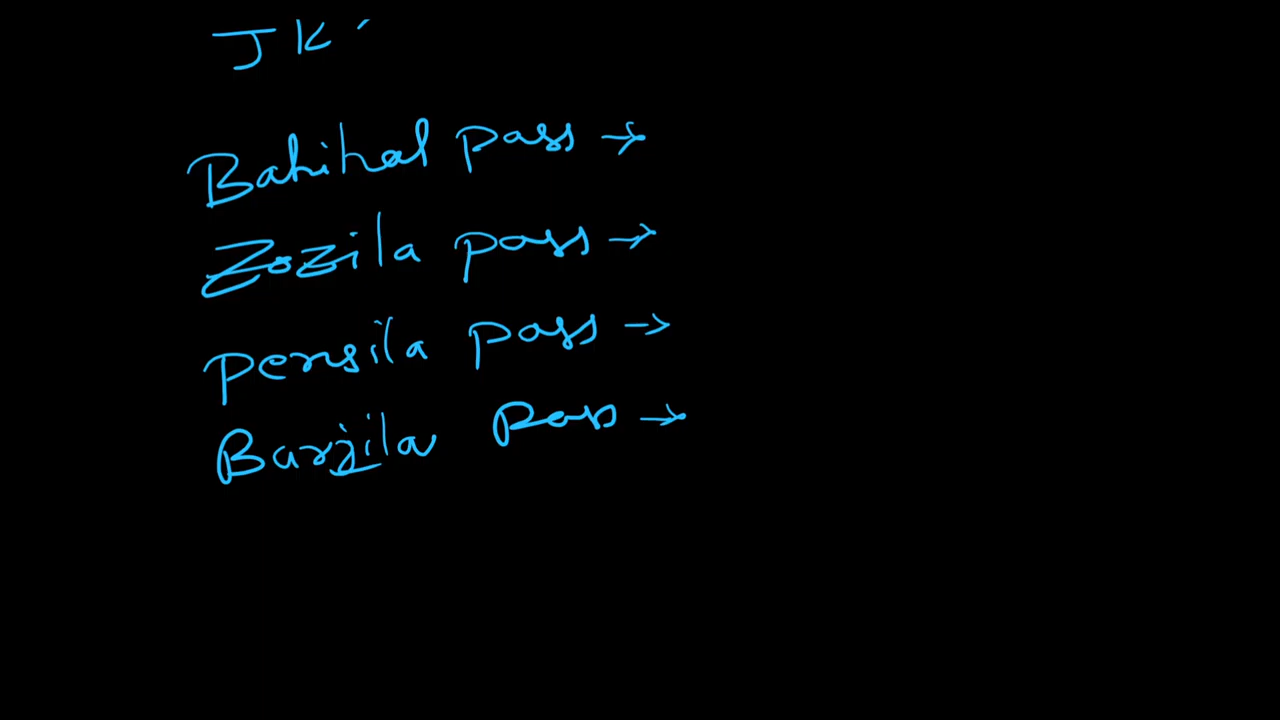 JK
Bahihal pass →
Zozila pass →
Pensila pass →
Barzila Pass →